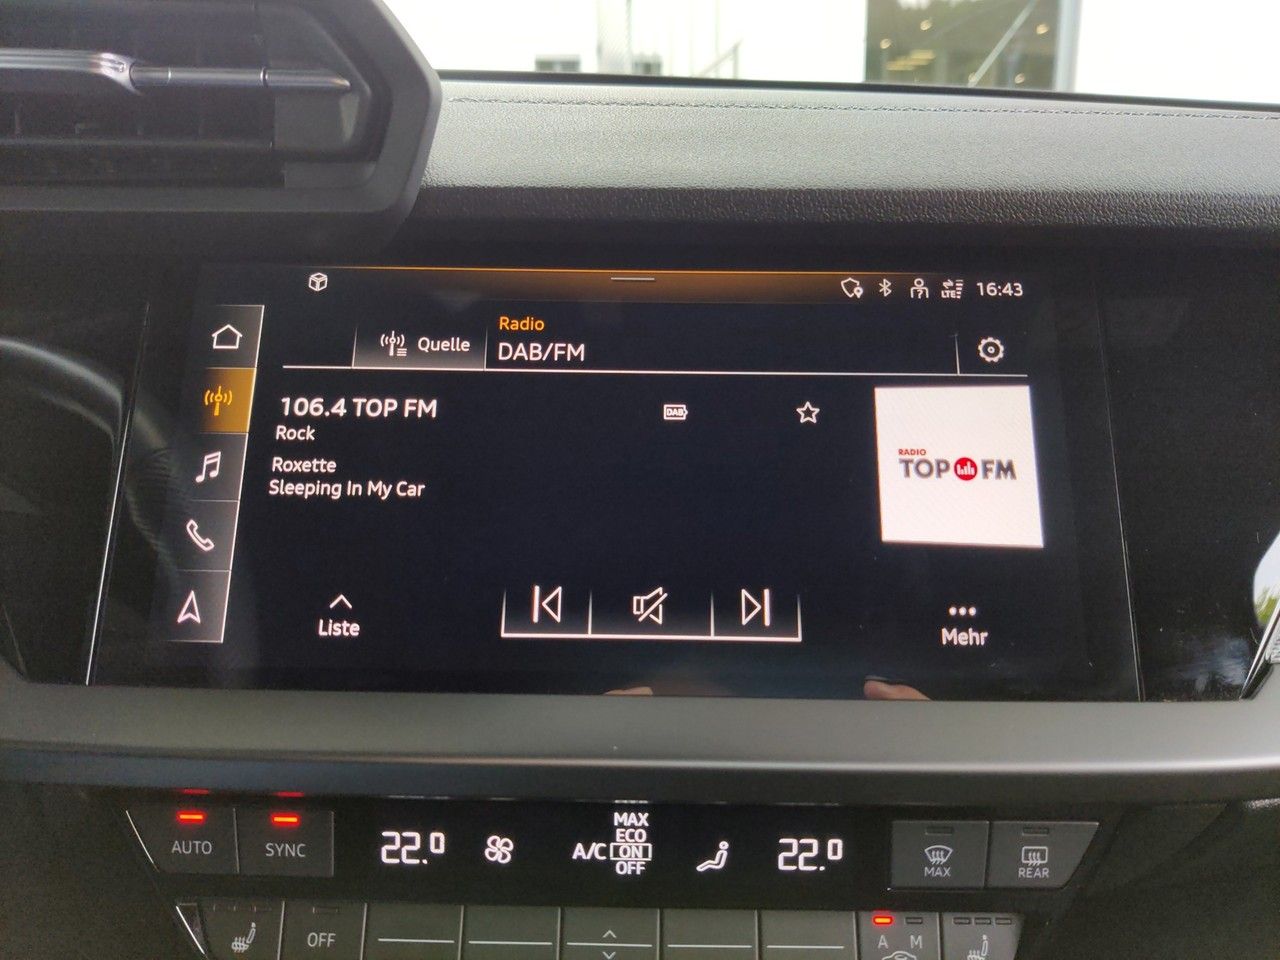 LTE
16:43
Quelle
Radio
DAB/FM
106.4 TOP FM
DAB
Rock
Roxette
Sleeping In My Car
RADIO
TOP FM
Liste
Mehr
AUTO
SYNC
22.0
A/C
MAX
ECO
ON
OFF
22.0
MAX
REAR
OFF
A M